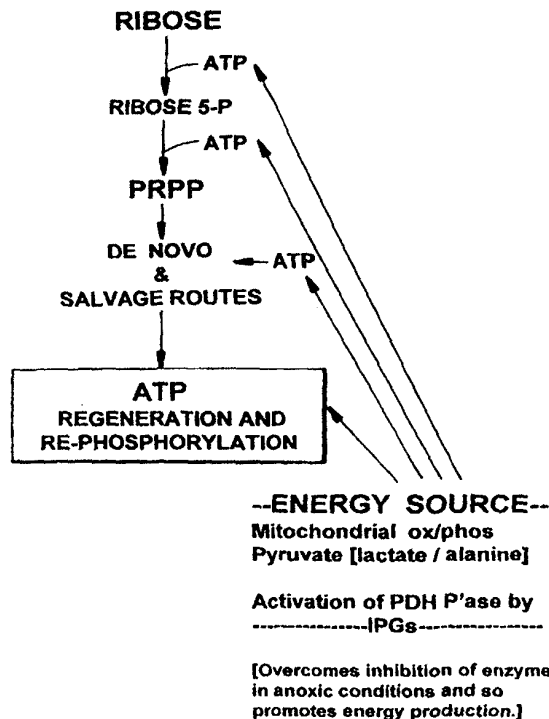 RIBOSE
ATP
RIBOSE 5-P
ATP
PRPP
DE NOVO
&
SALVAGE ROUTES
ATP
ATP
REGENERATION AND
RE-PHOSPHORYLATION
--ENERGY SOURCE--
Mitochondrial ox/phos
Pyruvate [lactate / alanine]
Activation of PDH P'ase by
----------------IPGs-----------------
[Overcomes inhibition of enzyme
in anoxic conditions and so
promotes energy production.]